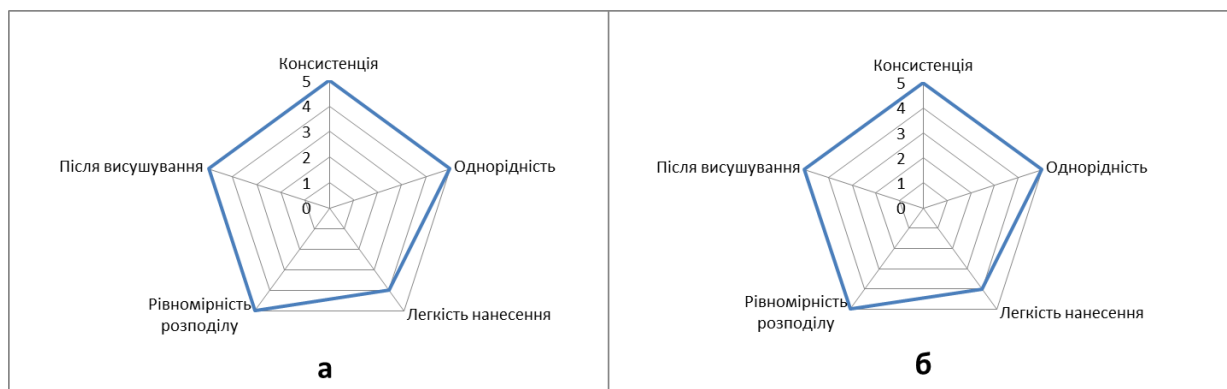 Консистенція
5
4
3
2
1
0
Однорідність
Легкість нанесення
Рівномірність
розподілу
Після висушування
а
Консистенція
5
4
3
2
1
0
Однорідність
Легкість нанесення
Рівномірність
розподілу
Після висушування
б